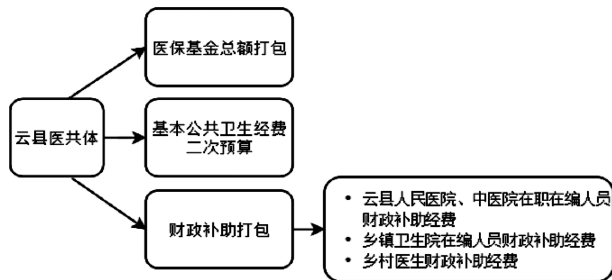 医保基金总额打包
云县医共体
基本公共卫生经费
二次预算
财政补助打包
• 云县人民医院、中医院在职在编人员
财政补助经费
• 乡镇卫生院在编人员财政补助经费
• 乡村医生财政补助经费